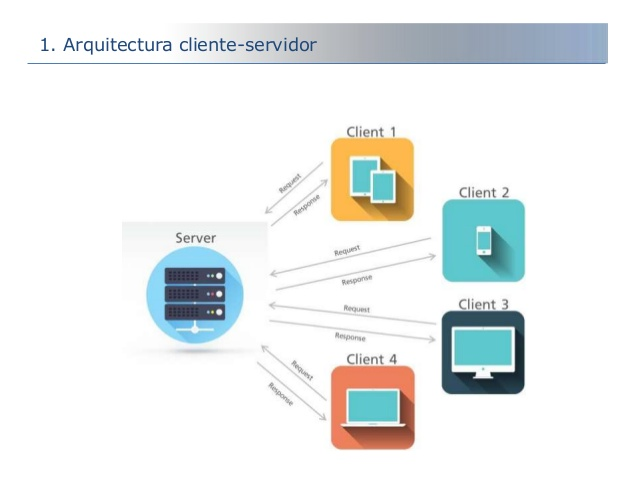 1. Arquitectura cliente-servidor
Client 1
Request
Response
Client 2
Server
Request
Response
Client 3
Request
Response
Client 4
Request
Response